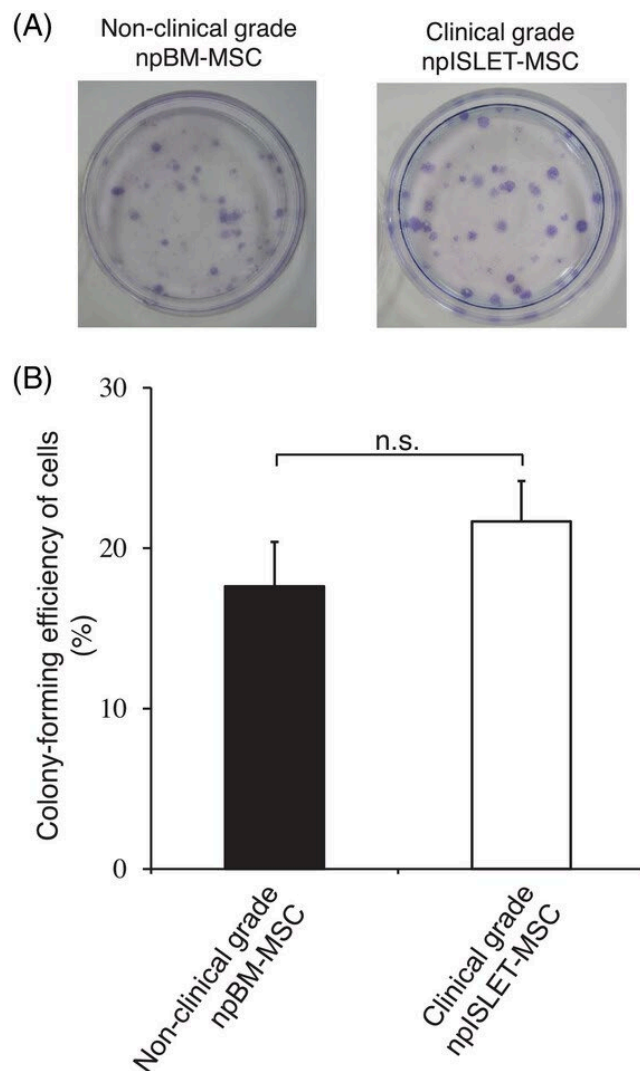 (A)
Non-clinical grade
npBM-MSC
Clinical grade
npISLET-MSC
(B)
30
20
10
0
Colony-forming efficiency of cells
(%)
n.s.
Non-clinical grade
npBM-MSC
Clinical grade
npISLET-MSC